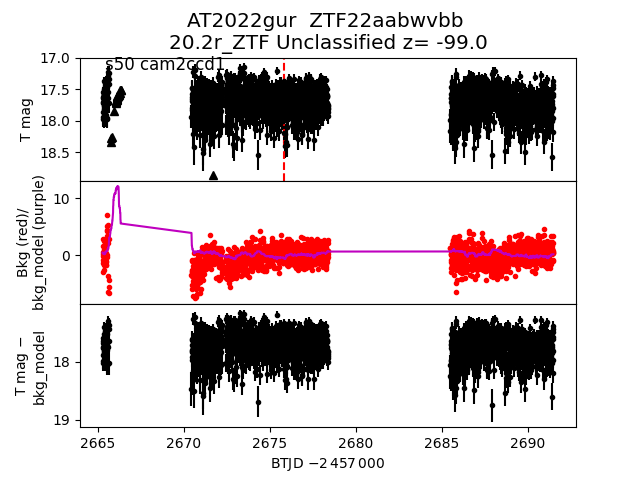 AT2022gur ZTF22aabwvbb
20.2r_ZTF Unclassified z= -99.0
s50 cam2ccd1
17.0
17.5
18.0
18.5
T mag
10
0
Bkg (red)/
bkg_model (purple)
18
19
T mag −
bkg_model
2665 2670 2675 2680 2685 2690
BTJD −2 457 000